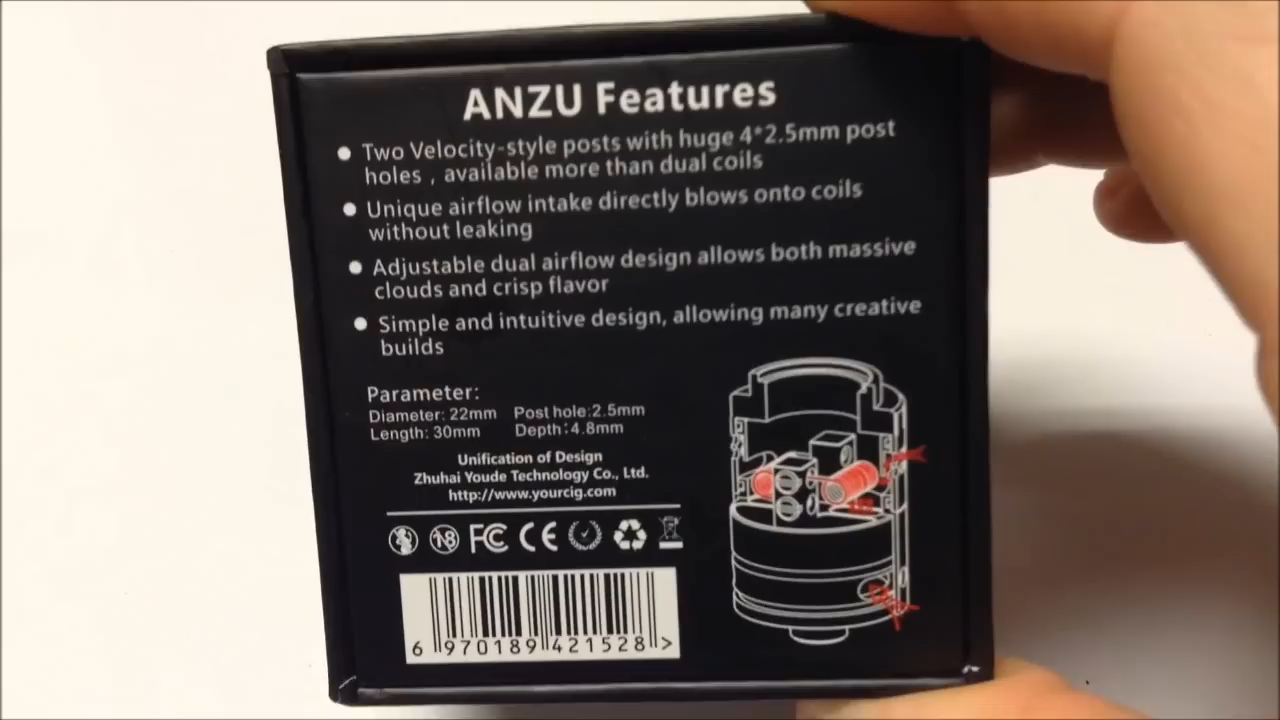 ANZU Features
● Two Velocity-style posts with huge 4*2.5mm post
holes , available more than dual coils
● Unique airflow intake directly blows onto coils
without leaking
● Adjustable dual airflow design allows both massive
clouds and crisp flavor
● Simple and intuitive design, allowing many creative
builds
Parameter:
Diameter: 22mm Post hole:2.5mm
Length: 30mm Depth:4.8mm
Unification of Design
Zhuhai Youde Technology Co., Ltd.
http://www.yourcig.com
18 FC CE
6 970189 421528 >